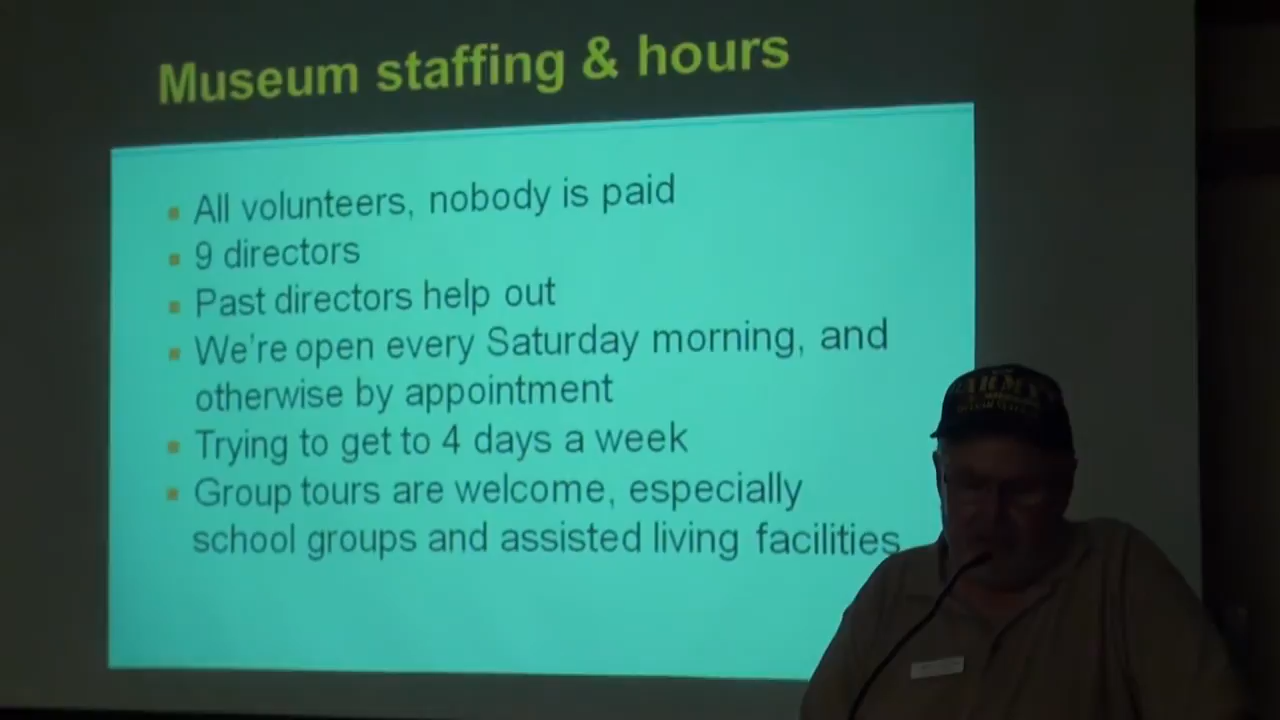 Museum staffing & hours
▪ All volunteers, nobody is paid
▪ 9 directors
▪ Past directors help out
▪ We're open every Saturday morning, and
otherwise by appointment
▪ Trying to get to 4 days a week
▪ Group tours are welcome, especially
school groups and assisted living facilities
ARMY